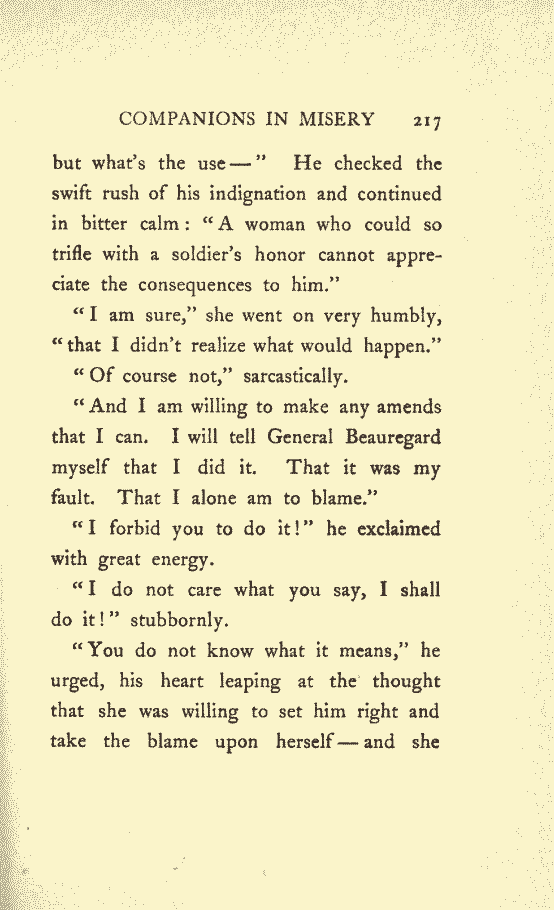 COMPANIONS IN MISERY 217
but what's the use — " He checked the
swift rush of his indignation and continued
in bitter calm : " A woman who could so
trifle with a soldier's honor cannot appre-
ciate the consequences to him."
" I am sure," she went on very humbly,
" that I didn't realize what would happen."
" Of course not," sarcastically.
" And I am willing to make any amends
that I can. I will tell General Beauregard
myself that I did it. That it was my
fault. That I alone am to blame."
" I forbid you to do it ! " he exclaimed
with great energy.
" I do not care what you say, I shall
do it ! " stubbornly.
" You do not know what it means," he
urged, his heart leaping at the thought
that she was willing to set him right and
take the blame upon herself — and she